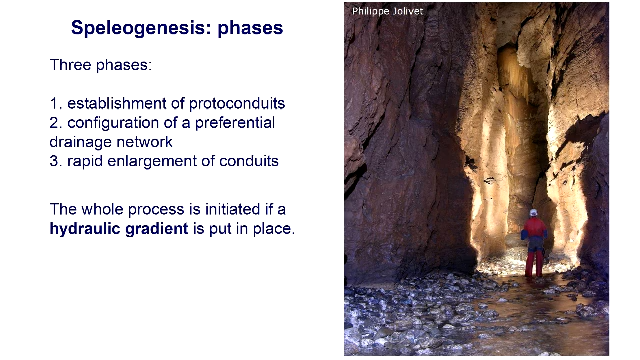 Speleogenesis: phases
Philippe Jolivet
Three phases:
1. establishment of protoconduits
2. configuration of a preferential
drainage network
3. rapid enlargement of conduits
The whole process is initiated if a
hydraulic gradient is put in place.